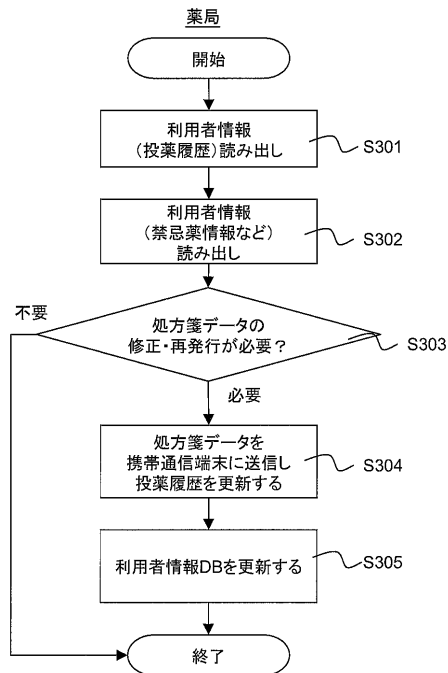 薬局
開始
利用者情報
(投薬履歴)読み出し
S301
利用者情報
(禁忌薬情報など)
読み出し
S302
不要
処方箋データの
修正・再発行が必要?
S303
必要
処方箋データを
携帯通信端末に送信し
投薬履歴を更新する
S304
利用者情報DBを更新する
S305
終了